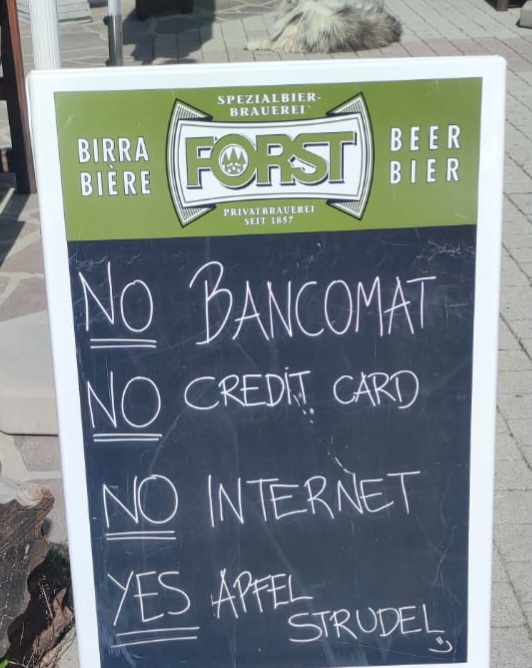 SPEZIALBIER-
BRAUEREI
BIRRA
BIÈRE
FORST
BEER
BIER
PRIVATBRAUEREI
SEIT 1857
NO BANCOMAT
NO CREDIT CARD
NO INTERNET
YES APFEL
STRUDEL